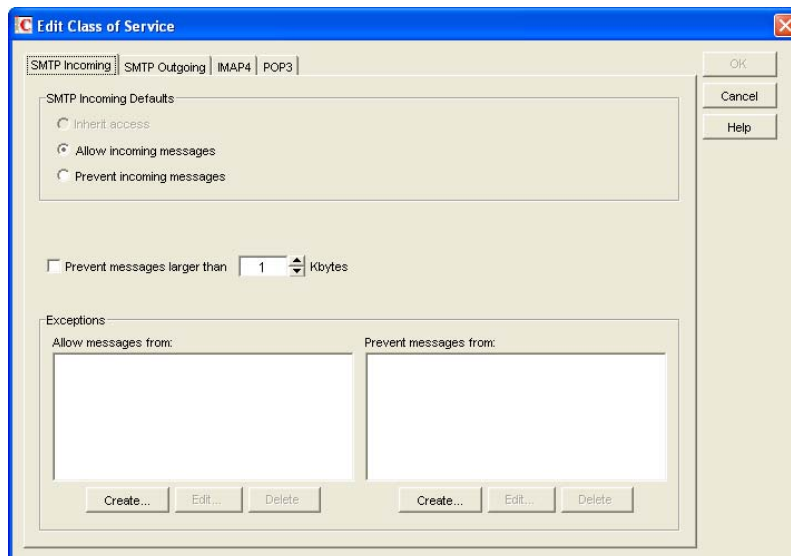 Edit Class of Service
SMTP Incoming SMTP Outgoing IMAP4 POP3
OK
Cancel
Help
SMTP Incoming Defaults
Inherit access
Allow incoming messages
Prevent incoming messages
Prevent messages larger than 1 Kbytes
Exceptions
Allow messages from: Prevent messages from:
Create... Edit... Delete Create... Edit... Delete